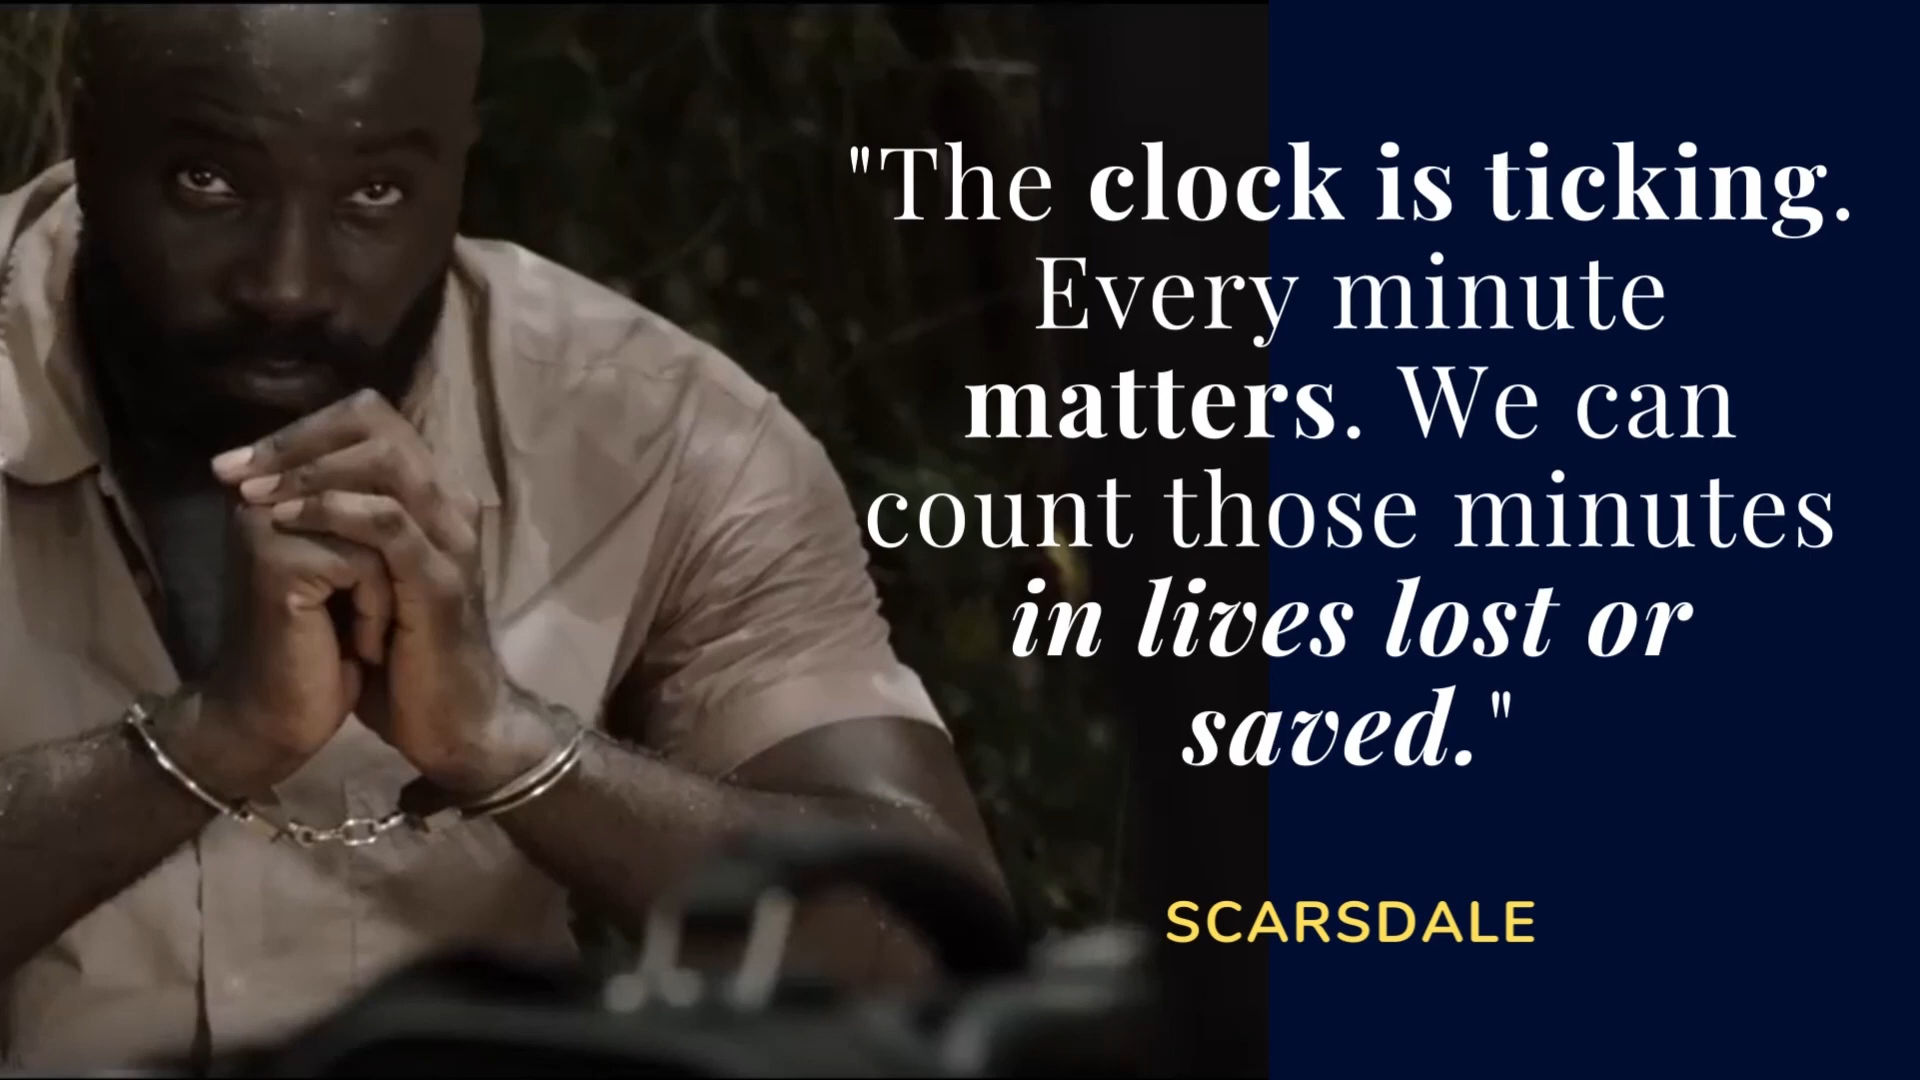 "The clock is ticking.
Every minute
matters. We can
count those minutes
in lives lost or
saved."
SCARSDALE